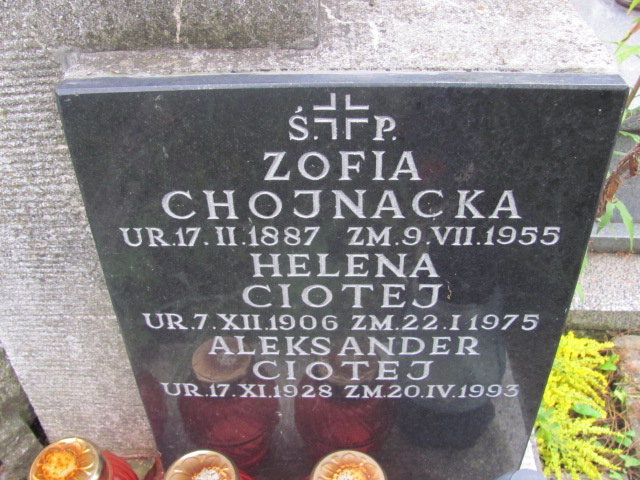 Ś. P.
ZOFIA
CHOJNACKA
UR.17.II.1887 ZM.9.VII.1955
HELENA
CIOTEJ
UR.7.XII.1906 ZM.22.I 1975
ALEKSANDER
CIOTEJ
UR.17.XI.1928 ZM.20.IV.1993